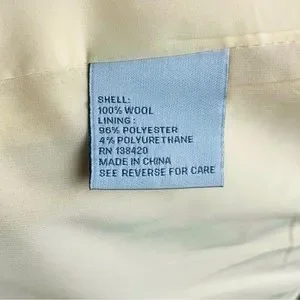 SHELL:
100% WOOL
LINING :
96% POLYESTER
4% POLYURETHANE
RN 138420
MADE IN CHINA
SEE REVERSE FOR CARE